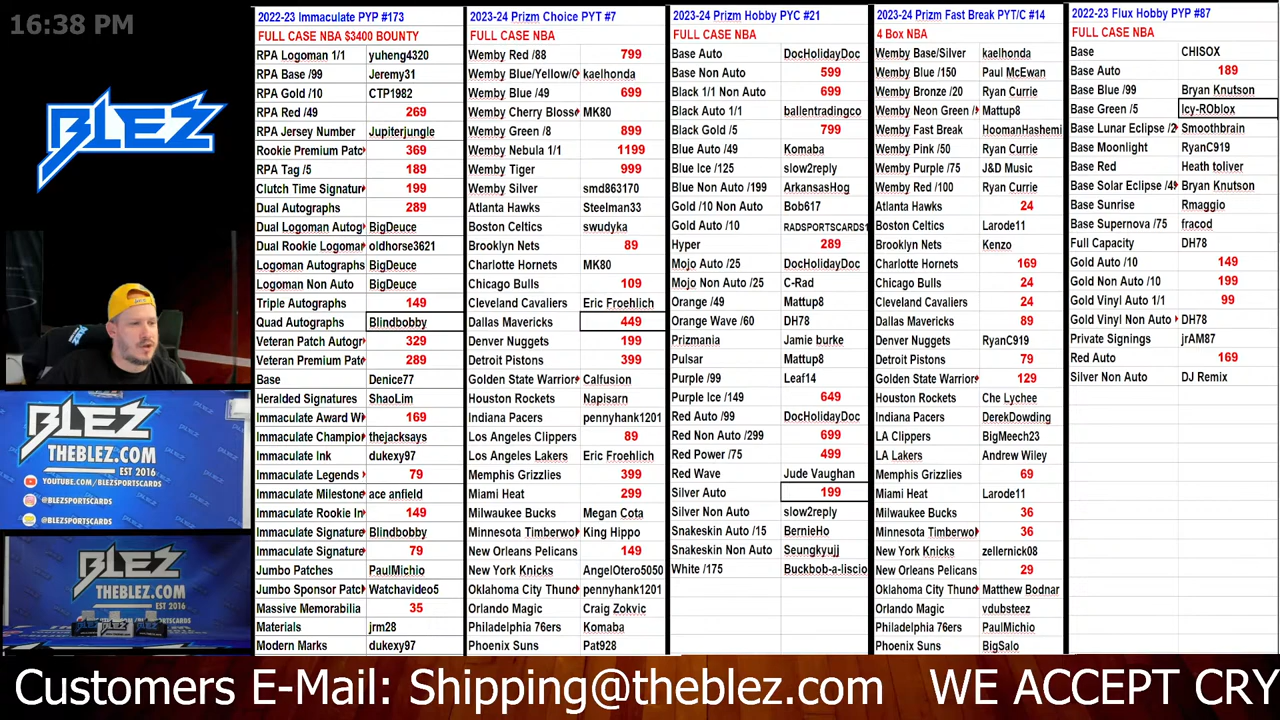 16:38 PM
BLEZ
BLEZ
THEBLEZ.COM
EST 2016
YOUTUBE.COM/BLEZSPORTSCARDS
@BLEZSPORTSCARDS
@BLEZSPORTSCARDS
BLEZ
THEBLEZ.COM
EST 2016
2022-23 Immaculate PYP #173
FULL CASE NBA $3400 BOUNTY
RPA Logoman 1/1 yuheng4320
RPA Base /99 Jeremy31
RPA Gold /10 CTP1982
RPA Red /49 269
RPA Jersey Number Jupiterjungle
Rookie Premium Patc 369
RPA Tag /5 189
Clutch Time Signatur 199
Dual Autographs 289
Dual Logoman Autog BigDeuce
Dual Rookie Logomar oldhorse3621
Logoman Autographs BigDeuce
Logoman Non Auto BigDeuce
Triple Autographs 149
Quad Autographs Blindbobby
Veteran Patch Autogr 329
Veteran Premium Pate 289
Base Denice77
Heralded Signatures ShaoLim
Immaculate Award Wi 169
Immaculate Champio thejacksays
Immaculate Ink dukexy97
Immaculate Legends 79
Immaculate Milestone ace anfield
Immaculate Rookie In 149
Immaculate Signature Blindbobby
Immaculate Signature 79
Jumbo Patches PaulMichio
Jumbo Sponsor Patc Watchavideo5
Massive Memorabilia 35
Materials jrm28
Modern Marks dukexy97
2023-24 Prizm Choice PYT #7
FULL CASE NBA
Wemby Red /88 799
Wemby Blue/Yellow/G kaelhonda
Wemby Blue /49 699
Wemby Cherry Blosso MK80
Wemby Green /8 899
Wemby Nebula 1/1 1199
Wemby Tiger 999
Wemby Silver smd863170
Atlanta Hawks Steelman33
Boston Celtics swudyka
Brooklyn Nets 89
Charlotte Hornets MK80
Chicago Bulls 109
Cleveland Cavaliers Eric Froehlich
Dallas Mavericks 449
Denver Nuggets 199
Detroit Pistons 399
Golden State Warrior Calfusion
Houston Rockets Napisarn
Indiana Pacers pennyhank1201
Los Angeles Clippers 89
Los Angeles Lakers Eric Froehlich
Memphis Grizzlies 399
Miami Heat 299
Milwaukee Bucks Megan Cota
Minnesota Timberwo King Hippo
New Orleans Pelicans 149
New York Knicks AngelOtero5050
Oklahoma City Thund pennyhank1201
Orlando Magic Craig Zokvic
Philadelphia 76ers Komaba
Phoenix Suns Pat928
2023-24 Prizm Hobby PYC #21
FULL CASE NBA
Base Auto DocHolidayDoc
Base Non Auto 599
Black 1/1 Non Auto 699
Black Auto 1/1 ballentradingco
Black Gold /5 799
Blue Auto /49 Komaba
Blue Ice /125 slow2reply
Blue Non Auto /199 ArkansasHog
Gold /10 Non Auto Bob617
Gold Auto /10 RADSPORTSCARDS1
Hyper 289
Mojo Auto /25 DocHolidayDoc
Mojo Non Auto /25 C-Rad
Orange /49 Mattup8
Orange Wave /60 DH78
Prizmania Jamie burke
Pulsar Mattup8
Purple /99 Leaf14
Purple Ice /149 649
Red Auto /99 DocHolidayDoc
Red Non Auto /299 699
Red Power /75 499
Red Wave Jude Vaughan
Silver Auto 199
Silver Non Auto slow2reply
Snakeskin Auto /15 BernieHo
Snakeskin Non Auto Seungkyujj
White /175 Buckbob-a-liscio
2023-24 Prizm Fast Break PYT/C #14
4 Box NBA
Wemby Base/Silver kaelhonda
Wemby Blue /150 Paul McEwan
Wemby Bronze /20 Ryan Currie
Wemby Neon Green / Mattup8
Wemby Fast Break HoomanHashemi
Wemby Pink /50 Ryan Currie
Wemby Purple /75 J&D Music
Wemby Red /100 Ryan Currie
Atlanta Hawks 24
Boston Celtics Larode11
Brooklyn Nets Kenzo
Charlotte Hornets 169
Chicago Bulls 24
Cleveland Cavaliers 24
Dallas Mavericks 89
Denver Nuggets RyanC919
Detroit Pistons 79
Golden State Warrior 129
Houston Rockets Che Lychee
Indiana Pacers DerekDowding
LA Clippers BigMeech23
LA Lakers Andrew Wiley
Memphis Grizzlies 69
Miami Heat Larode11
Milwaukee Bucks 36
Minnesota Timberwo 36
New York Knicks zellernick08
New Orleans Pelicans 29
Oklahoma City Thund Matthew Bodnar
Orlando Magic vdubsteez
Philadelphia 76ers PaulMichio
Phoenix Suns BigSalo
2022-23 Flux Hobby PYP #87
FULL CASE NBA
Base CHISOX
Base Auto 189
Base Blue /99 Bryan Knutson
Base Green /5 Icy-ROblox
Base Lunar Eclipse /2 Smoothbrain
Base Moonlight RyanC919
Base Red Heath toliver
Base Solar Eclipse /4 Bryan Knutson
Base Sunrise Rmaggio
Base Supernova /75 fracod
Full Capacity DH78
Gold Auto /10 149
Gold Non Auto /10 199
Gold Vinyl Auto 1/1 99
Gold Vinyl Non Auto DH78
Private Signings jrAM87
Red Auto 169
Silver Non Auto DJ Remix
Customers E-Mail: Shipping@theblez.com WE ACCEPT CRY